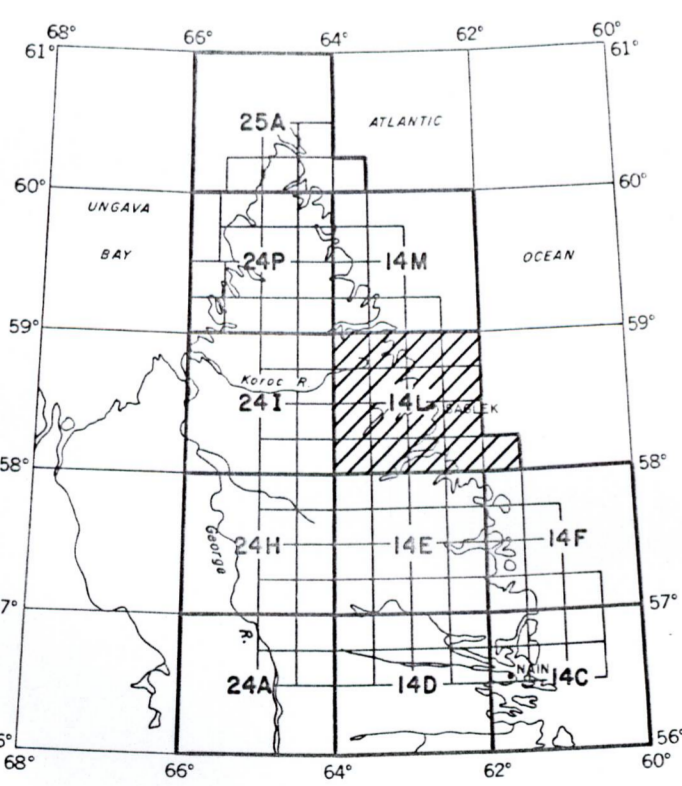 68° 66° 64° 62° 60°
61° 61°
25A ATLANTIC
60° 60°
UNGAVA
BAY 24P 14M OCEAN
59° 59°
Koroc R.
24I 14L SAGLEK
58° 58°
George 24H 14E 14F
7° 57°
R.
24A 14D NAIN 14C
6° 56°
68° 66° 64° 62° 60°